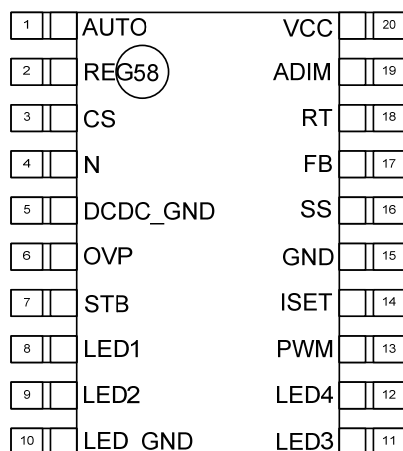 1 AUTO VCC 20
2 REG58 ADIM 19
3 CS RT 18
4 N FB 17
5 DCDC_GND SS 16
6 OVP GND 15
7 STB ISET 14
8 LED1 PWM 13
9 LED2 LED4 12
10 LED_GND LED3 11